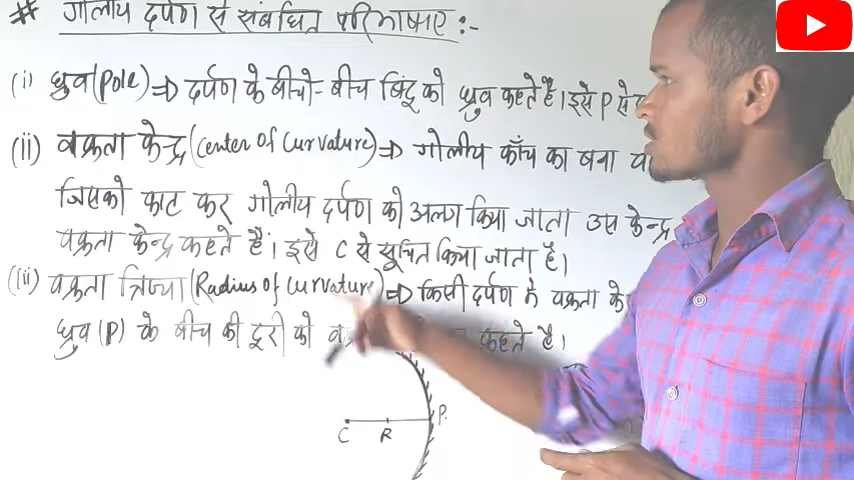 # गोलीय दर्पण से संबंधित परिभाषाएं :-
(i) ध्रुव (Pole) => दर्पण के बीचो-बीच बिंदू को ध्रुव कहते है। इसे P से
(ii) वक्रता केन्द्र (Center of Curvature) => गोलीय काँच का बना
जिसको काट कर गोलीय दर्पण को अलग किया जाता उस केन्द्र
वक्रता केन्द्र कहते है। इसे C से सूचित किया जाता है।
(iii) वक्रता त्रिज्या (Radius of Curvature) => किसी दर्पण के वक्रता
ध्रुव (P) के बीच की दूरी को कहते है।
C R P